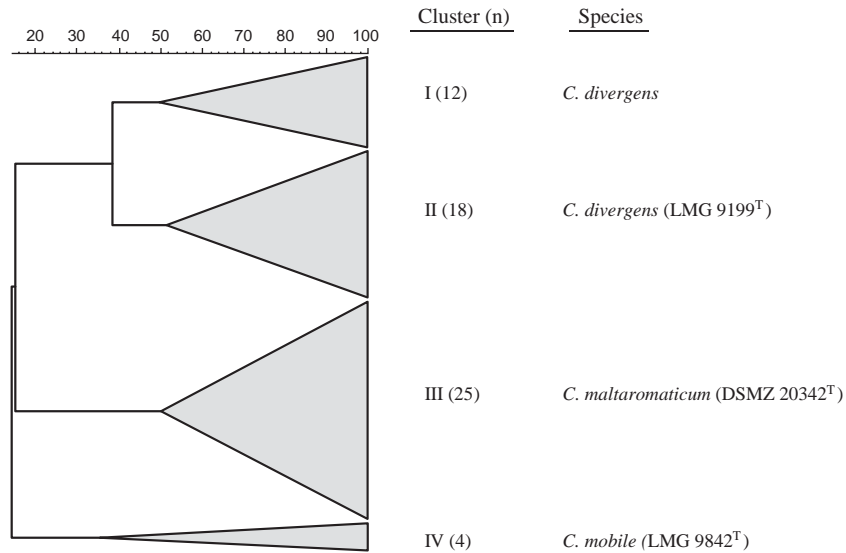 Cluster (n) Species
20 30 40 50 60 70 80 90 100
I (12) C. divergens
II (18) C. divergens (LMG 9199ᵀ)
III (25) C. maltaromaticum (DSMZ 20342ᵀ)
IV (4) C. mobile (LMG 9842ᵀ)